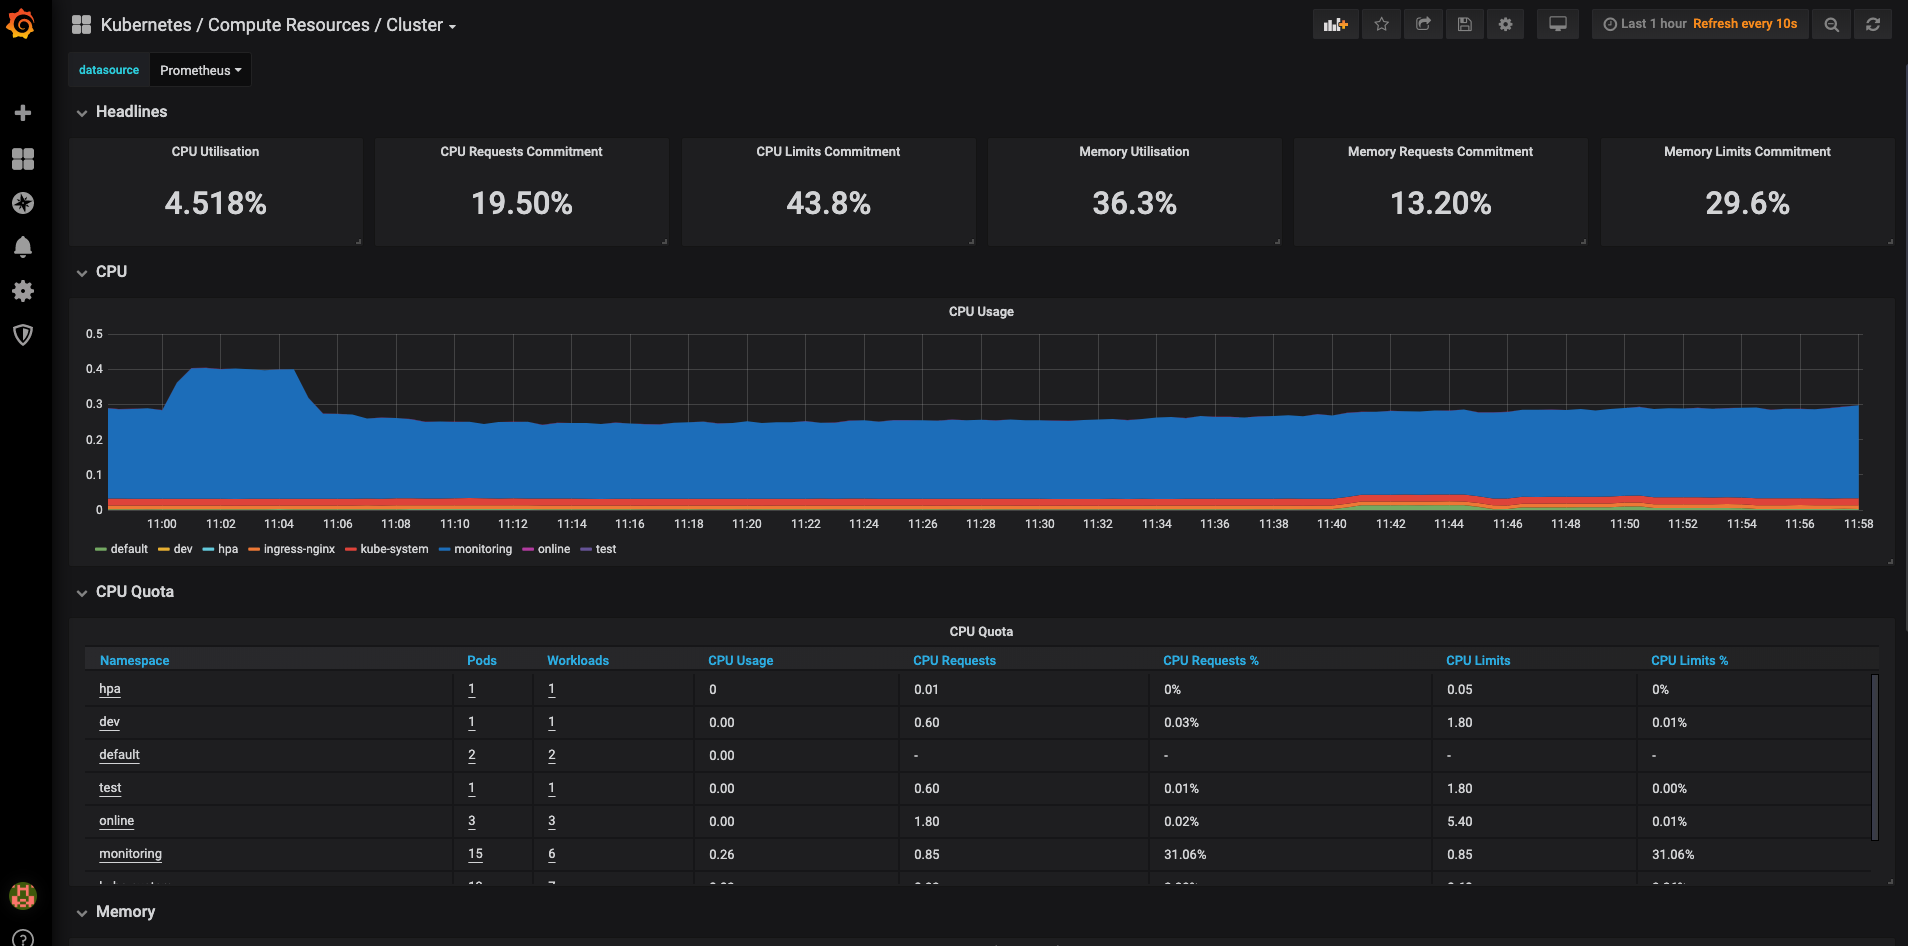 Kubernetes / Compute Resources / Cluster
Last 1 hour Refresh every 10s
datasource Prometheus
Headlines
CPU Utilisation CPU Requests Commitment CPU Limits Commitment Memory Utilisation Memory Requests Commitment Memory Limits Commitment
4.518% 19.50% 43.8% 36.3% 13.20% 29.6%
CPU
CPU Usage
0.5
0.4
0.3
0.2
0.1
0
11:00 11:02 11:04 11:06 11:08 11:10 11:12 11:14 11:16 11:18 11:20 11:22 11:24 11:26 11:28 11:30 11:32 11:34 11:36 11:38 11:40 11:42 11:44 11:46 11:48 11:50 11:52 11:54 11:56 11:58
default dev hpa ingress-nginx kube-system monitoring online test
CPU Quota
CPU Quota
Namespace Pods Workloads CPU Usage CPU Requests CPU Requests % CPU Limits CPU Limits %
hpa 1 1 0 0.01 0% 0.05 0%
dev 1 1 0.00 0.60 0.03% 1.80 0.01%
default 2 2 0.00 - - - -
test 1 1 0.00 0.60 0.01% 1.80 0.00%
online 3 3 0.00 1.80 0.02% 5.40 0.01%
monitoring 15 6 0.26 0.85 31.06% 0.85 31.06%
Memory